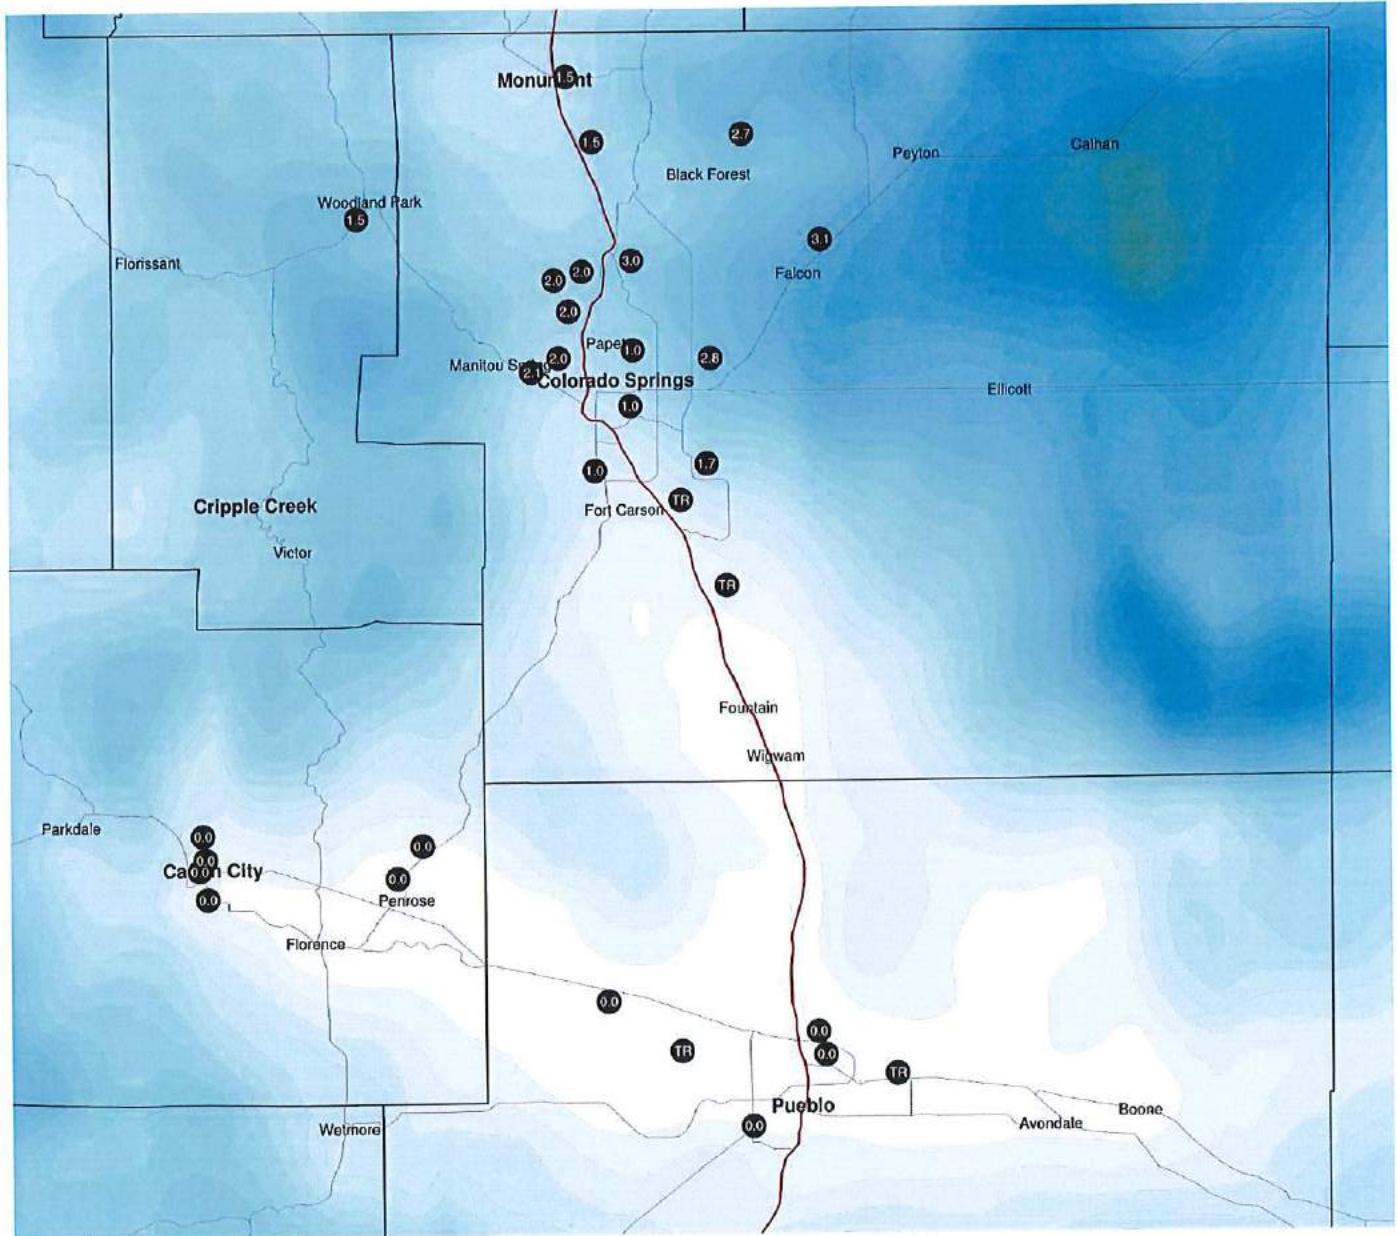 Monument
1.5
1.5
2.7
Black Forest
Peyton
Calhan
Woodland Park
1.5
Florissant
3.1
Falcon
3.0
2.0
2.0
2.0
Pape
1.0
2.8
2.0
Manitou Spring
2.1
Colorado Springs
Ellicott
1.0
1.7
1.0
TR
Fort Carson
Cripple Creek
Victor
TR
Fountain
Wigwam
Parkdale
0.0
0.0
0.0
Cañon City
0.0
0.0
0.0
Penrose
Florence
0.0
TR
0.0
0.0
TR
Pueblo
0.0
Boone
Avondale
Wetmore